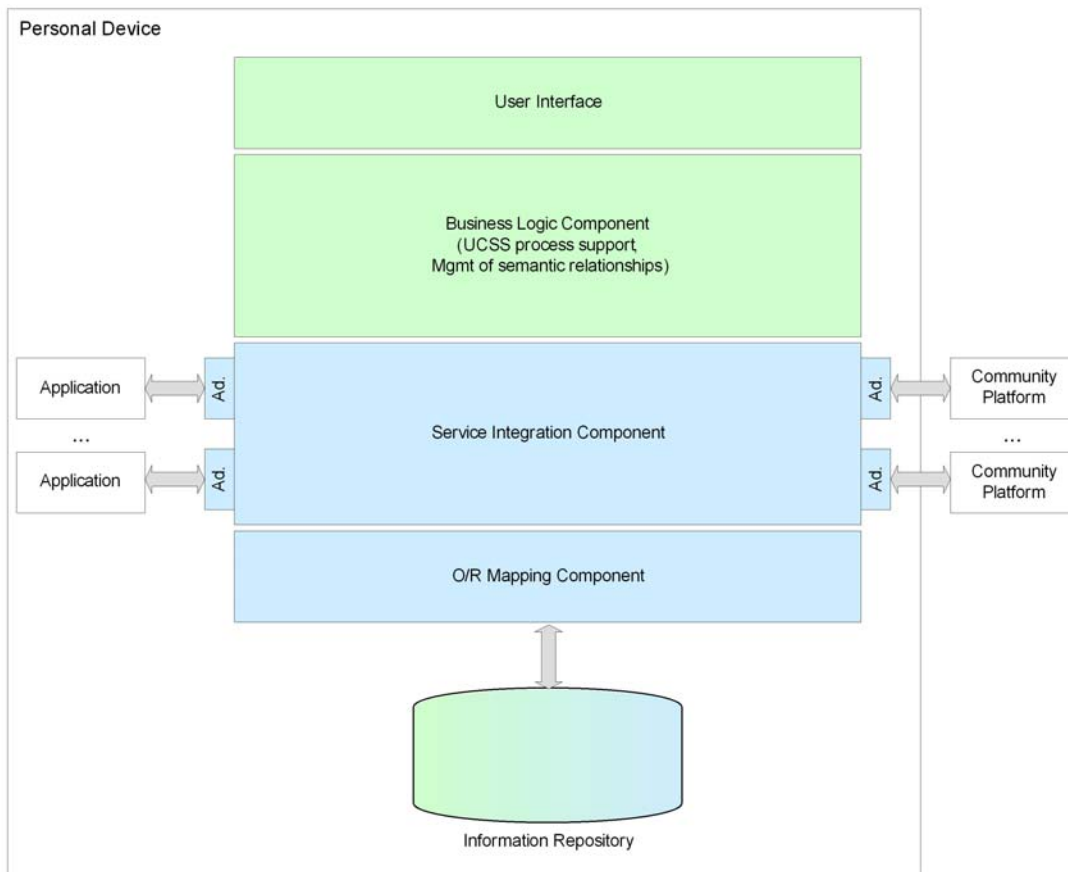 Personal Device
User Interface
Business Logic Component
(UCSS process support,
Mgmt of semantic relationships)
Application
Ad.
Service Integration Component
Ad.
Community
Platform
...
...
Application
Ad.
Ad.
Community
Platform
O/R Mapping Component
Information Repository